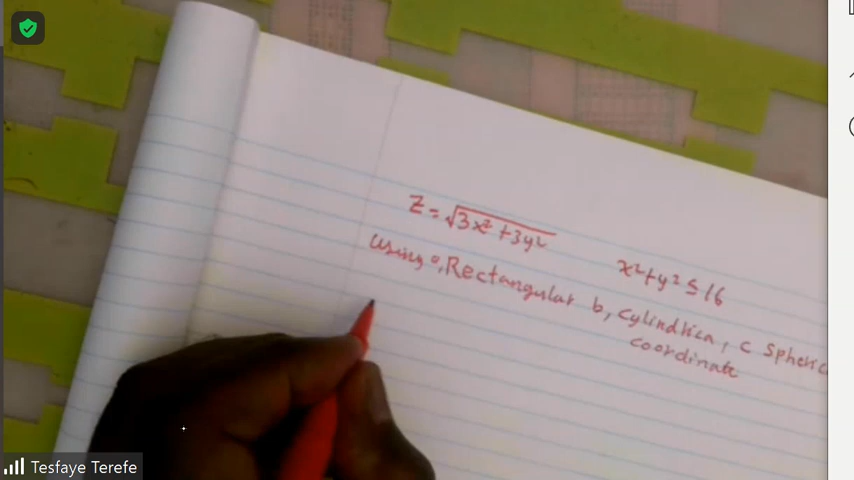 z = √3x² + 3y²
x² + y² ≤ 16
using a, Rectangular b, cylindrica, c spheric
coordinate
Tesfaye Terefe